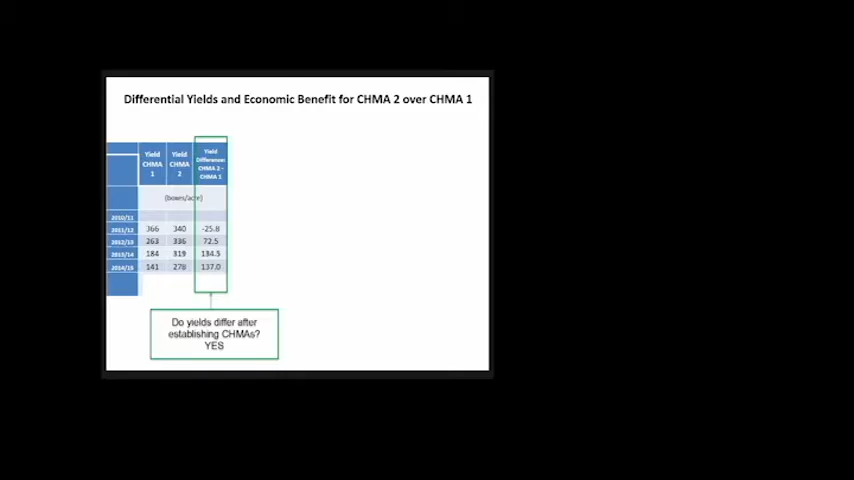 Differential Yields and Economic Benefit for CHMA 2 over CHMA 1
Yield CHMA 1
Yield CHMA 2
Yield Difference: CHMA 2 - CHMA 1
(boxes/acre)
2010/11
2011/12 366 340 -25.8
2012/13 263 336 72.5
2013/14 184 319 134.5
2014/15 141 278 137.0
Do yields differ after
establishing CHMAs?
YES